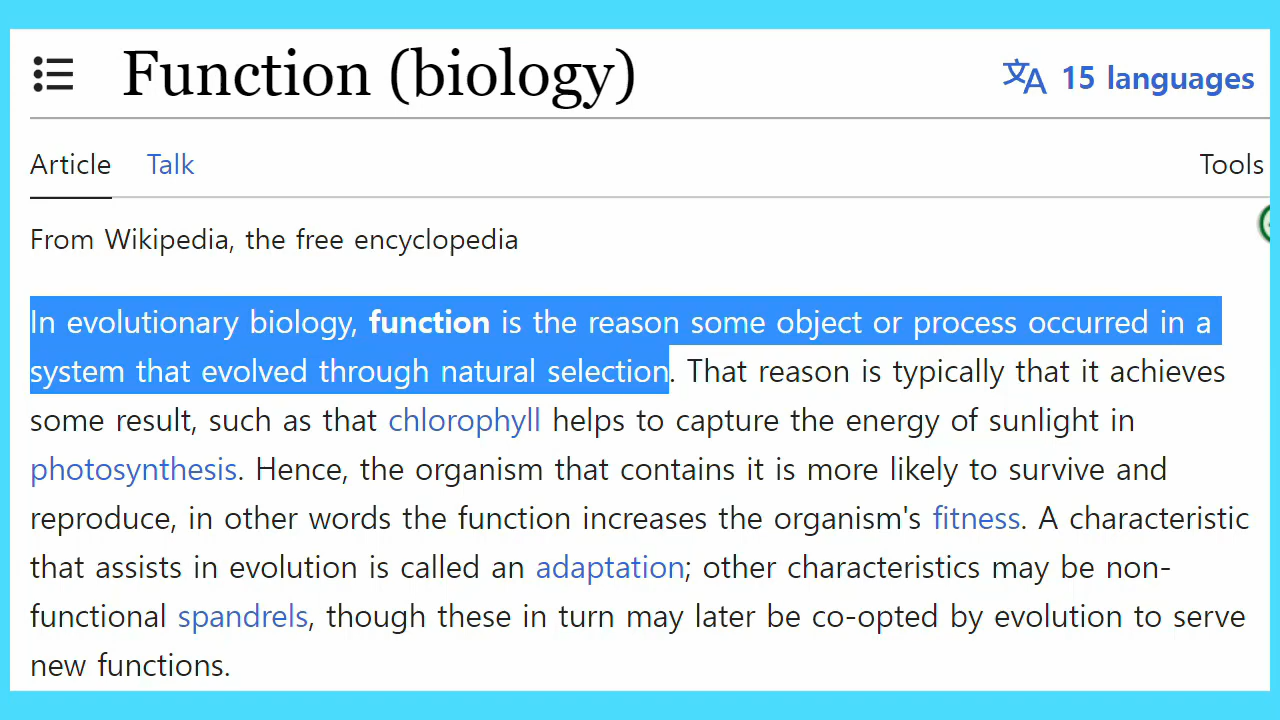 Function (biology)
文A 15 languages
Article Talk Tools
From Wikipedia, the free encyclopedia
In evolutionary biology, function is the reason some object or process occurred in a
system that evolved through natural selection. That reason is typically that it achieves
some result, such as that chlorophyll helps to capture the energy of sunlight in
photosynthesis. Hence, the organism that contains it is more likely to survive and
reproduce, in other words the function increases the organism's fitness. A characteristic
that assists in evolution is called an adaptation; other characteristics may be non-
functional spandrels, though these in turn may later be co-opted by evolution to serve
new functions.